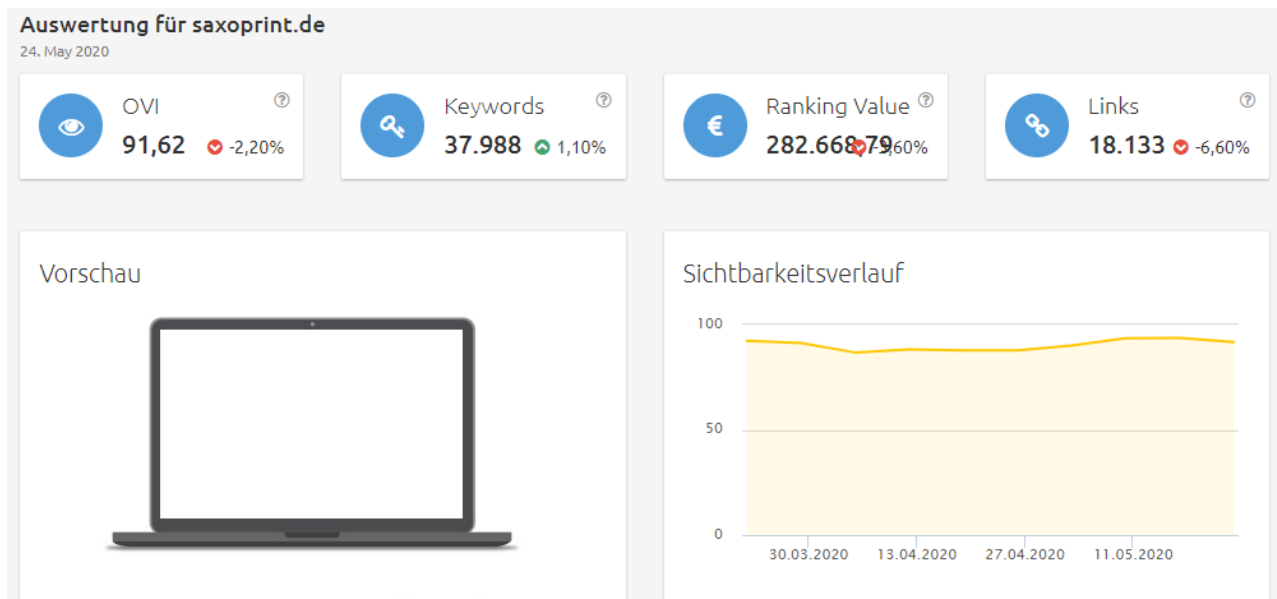 Auswertung für saxoprint.de
24. May 2020
OVI
91,62 -2,20%
Keywords
37.988 1,10%
Ranking Value
282.668,79
Links
18.133 -6,60%
Vorschau
Sichtbarkeitsverlauf
100
50
0
30.03.2020 13.04.2020 27.04.2020 11.05.2020